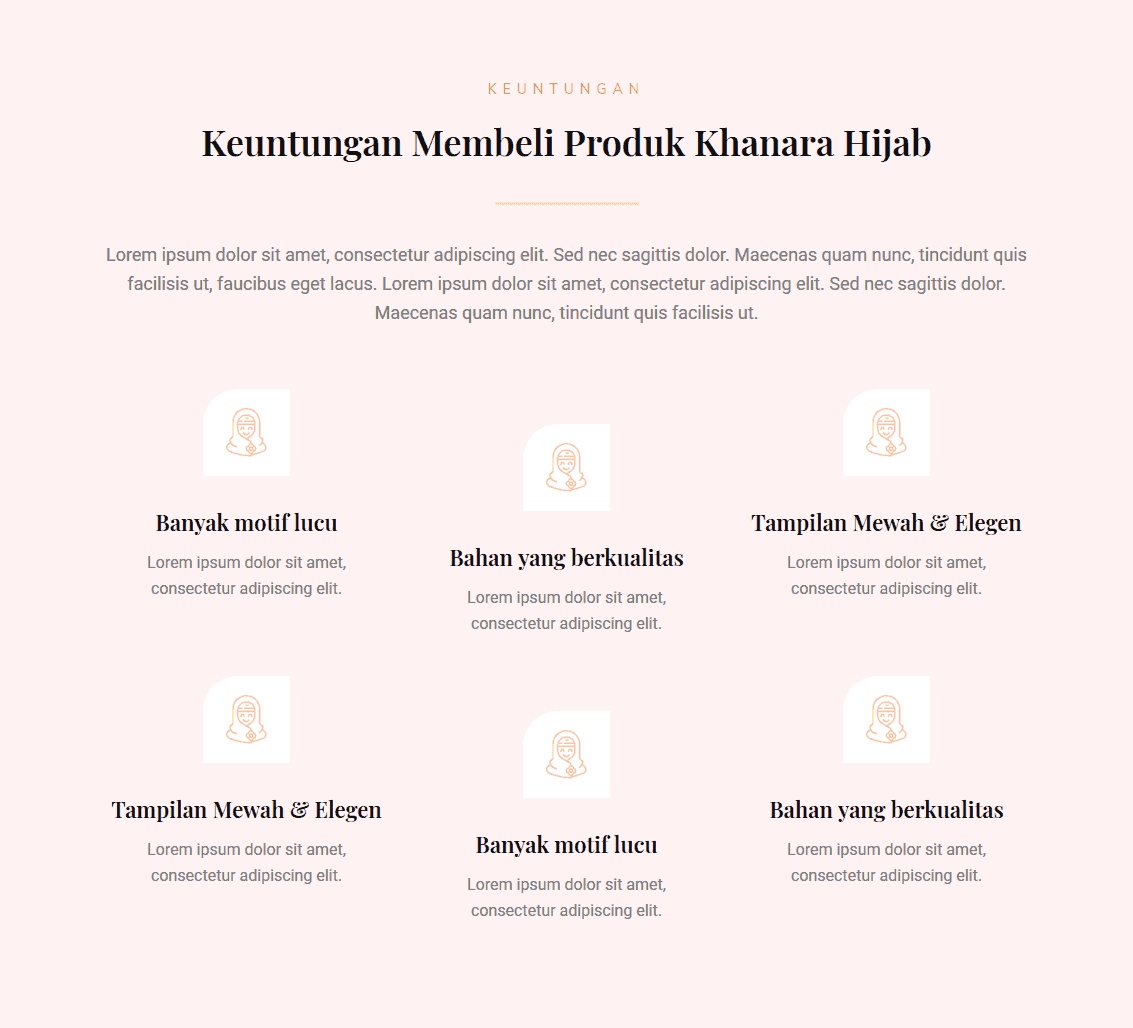 KEUNTUNGAN
Keuntungan Membeli Produk Khanara Hijab
Lorem ipsum dolor sit amet, consectetur adipiscing elit. Sed nec sagittis dolor. Maecenas quam nunc, tincidunt quis
facilisis ut, faucibus eget lacus. Lorem ipsum dolor sit amet, consectetur adipiscing elit. Sed nec sagittis dolor.
Maecenas quam nunc, tincidunt quis facilisis ut.
Banyak motif lucu
Lorem ipsum dolor sit amet,
consectetur adipiscing elit.
Bahan yang berkualitas
Lorem ipsum dolor sit amet,
consectetur adipiscing elit.
Tampilan Mewah & Elegen
Lorem ipsum dolor sit amet,
consectetur adipiscing elit.
Tampilan Mewah & Elegen
Lorem ipsum dolor sit amet,
consectetur adipiscing elit.
Banyak motif lucu
Lorem ipsum dolor sit amet,
consectetur adipiscing elit.
Bahan yang berkualitas
Lorem ipsum dolor sit amet,
consectetur adipiscing elit.